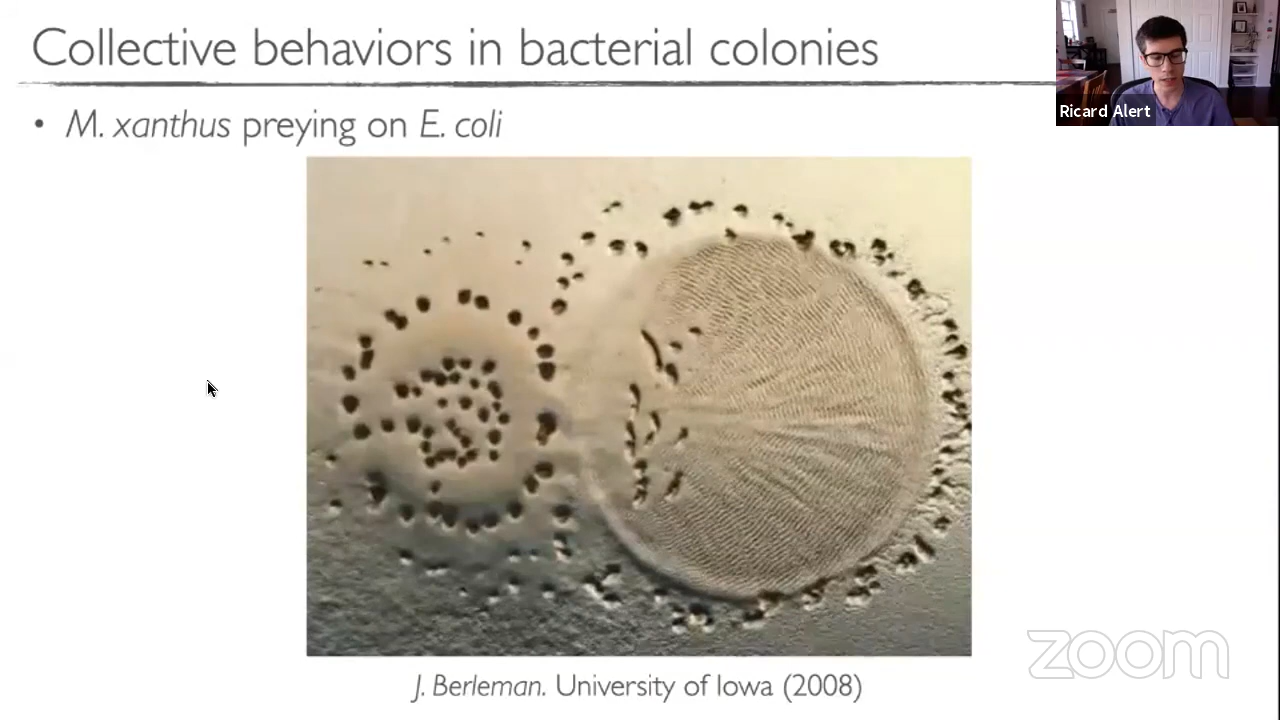 Collective behaviors in bacterial colonies
Ricard Alert
• M. xanthus preying on E. coli
zoom
J. Berleman. University of Iowa (2008)